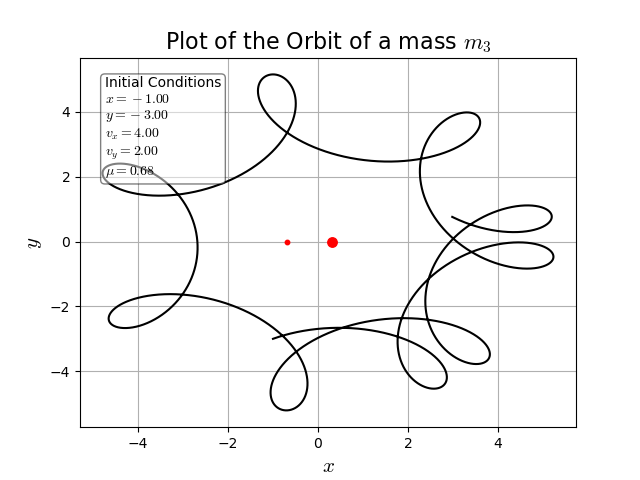 Plot of the Orbit of a mass m₃
Initial Conditions
x = −1.00
y = −3.00
vₓ = 4.00
v_y = 2.00
μ = 0.68
4
2
0
−2
−4
y
−4
−2
0
2
4
x